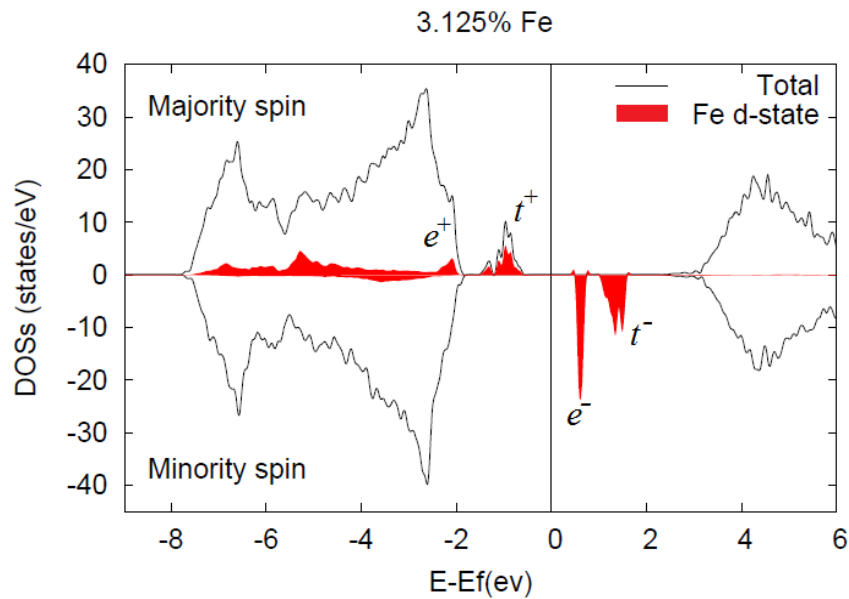 3.125% Fe
40
30
20
10
0
-10
-20
-30
-40
DOSs (states/eV)
Majority spin
Minority spin
Total
Fe d-state
e+
t+
e-
t-
-8 -6 -4 -2 0 2 4 6
E-Ef(ev)